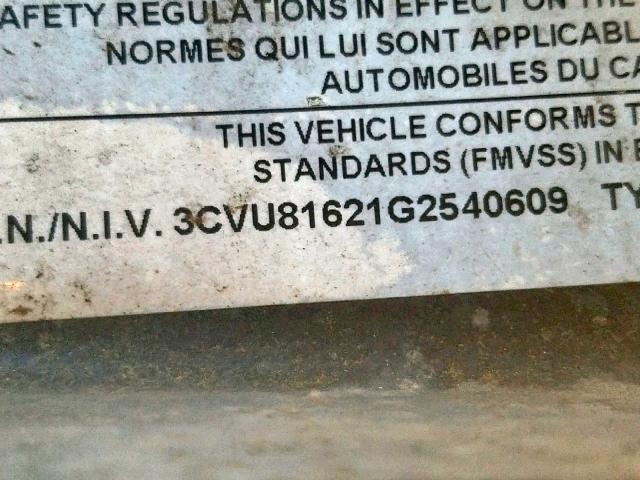 AFETY REGULATIONS IN EFFECT ON THE
NORMES QUI LUI SONT APPLICABL
AUTOMOBILES DU CA
THIS VEHICLE CONFORMS T
STANDARDS (FMVSS) IN E
.N./N.I.V. 3CVU81621G2540609 TY